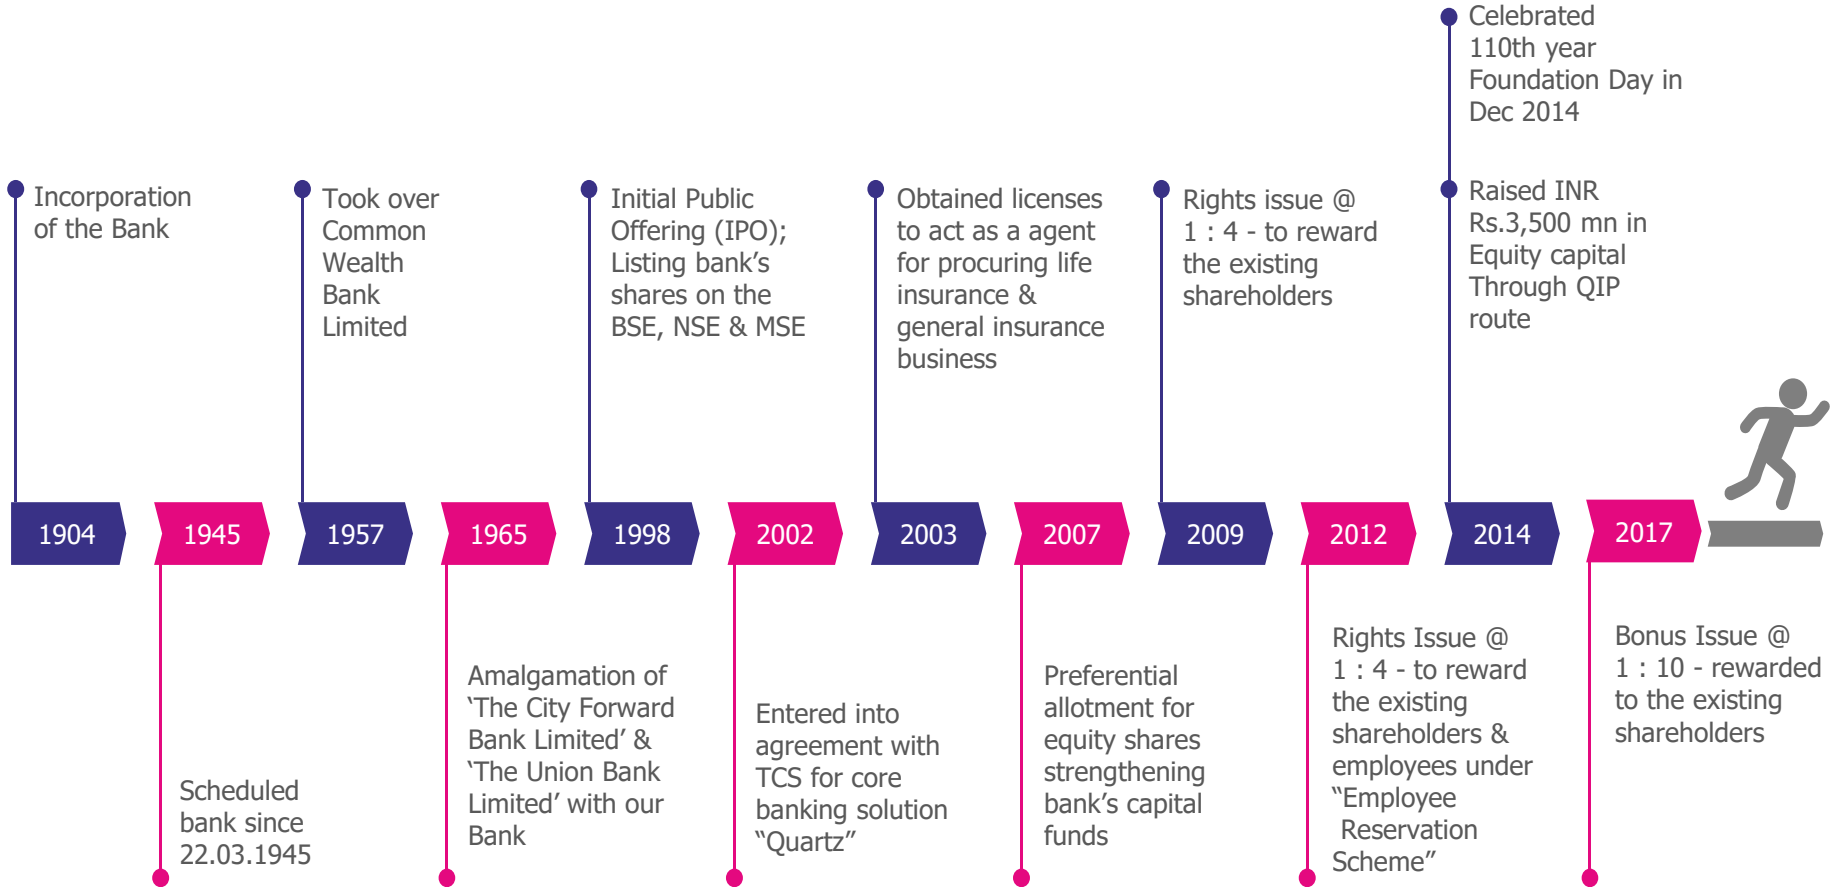 Celebrated
110th year
Foundation Day in
Dec 2014
Incorporation
of the Bank
Took over
Common
Wealth
Bank
Limited
Initial Public
Offering (IPO);
Listing bank’s
shares on the
BSE, NSE & MSE
Obtained licenses
to act as a agent
for procuring life
insurance &
general insurance
business
Rights issue @
1 : 4 - to reward
the existing
shareholders
Raised INR
Rs.3,500 mn in
Equity capital
Through QIP
route
1904
1945
1957
1965
1998
2002
2003
2007
2009
2012
2014
2017
Scheduled
bank since
22.03.1945
Amalgamation of
‘The City Forward
Bank Limited’ &
‘The Union Bank
Limited’ with our
Bank
Entered into
agreement with
TCS for core
banking solution
“Quartz”
Preferential
allotment for
equity shares
strengthening
bank’s capital
funds
Rights Issue @
1 : 4 - to reward
the existing
shareholders &
employees under
“Employee
Reservation
Scheme”
Bonus Issue @
1 : 10 - rewarded
to the existing
shareholders